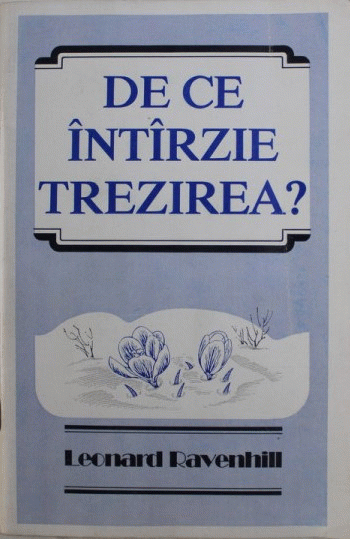 DE CE
ÎNTÎRZIE
TREZIREA?
Leonard Ravenhill